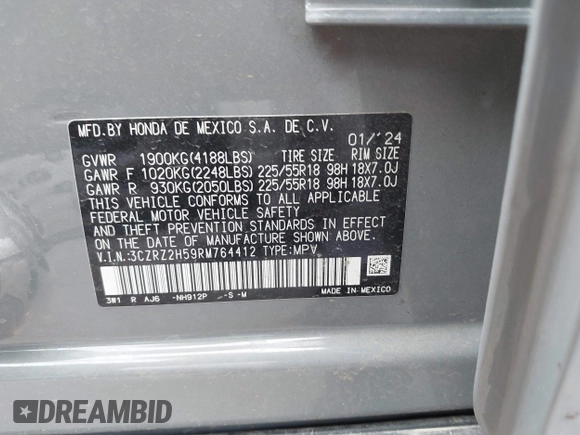 MFD.BY HONDA DE MEXICO S.A. DE C.V.
01/'24
GVWR 1900KG(4188LBS) TIRE SIZE RIM SIZE
GAWR F 1020KG(2248LBS) 225/55R18 98H 18X7.0J
GAWR R 930KG(2050LBS) 225/55R18 98H 18X7.0J
THIS VEHICLE CONFORMS TO ALL APPLICABLE
FEDERAL MOTOR VEHICLE SAFETY
AND THEFT PREVENTION STANDARDS IN EFFECT
ON THE DATE OF MANUFACTURE SHOWN ABOVE.
V.I.N.:3CZRZ2H59RM764412 TYPE:MPV
3W1 R AJ6 -NH912P -S -M
MADE IN MEXICO
DREAMBID